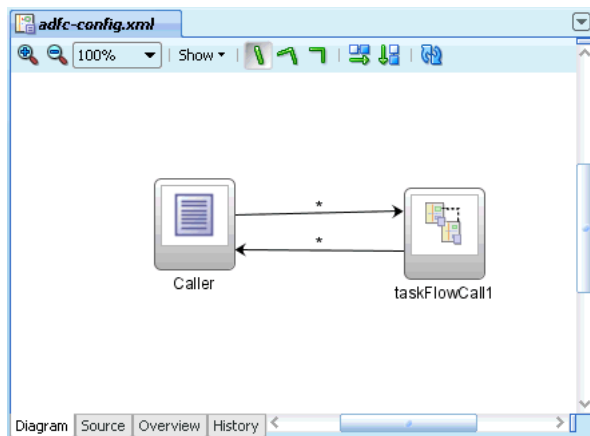 adfc-config.xml
100% Show
*
*
Caller
taskFlowCall1
Diagram Source Overview History